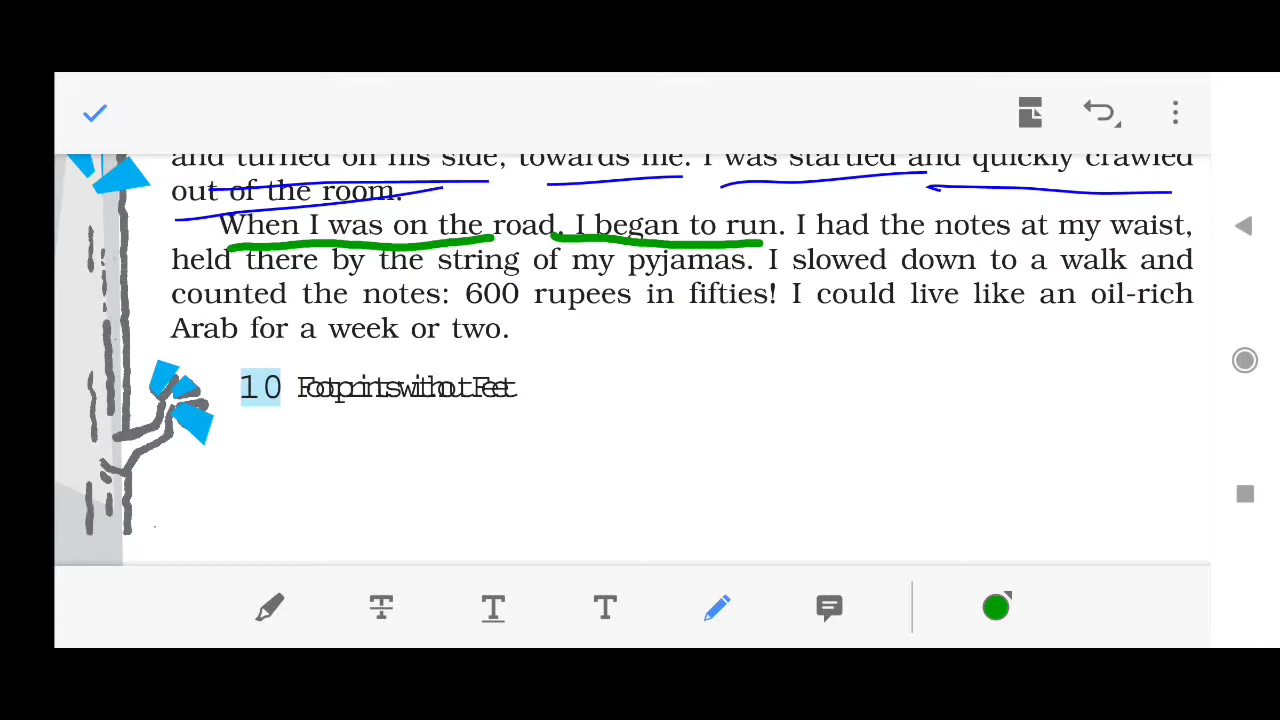 and turned on his side, towards me. I was startled and quickly crawled
out of the room.
When I was on the road, I began to run. I had the notes at my waist,
held there by the string of my pyjamas. I slowed down to a walk and
counted the notes: 600 rupees in fifties! I could live like an oil-rich
Arab for a week or two.
10 Footprints without Feet